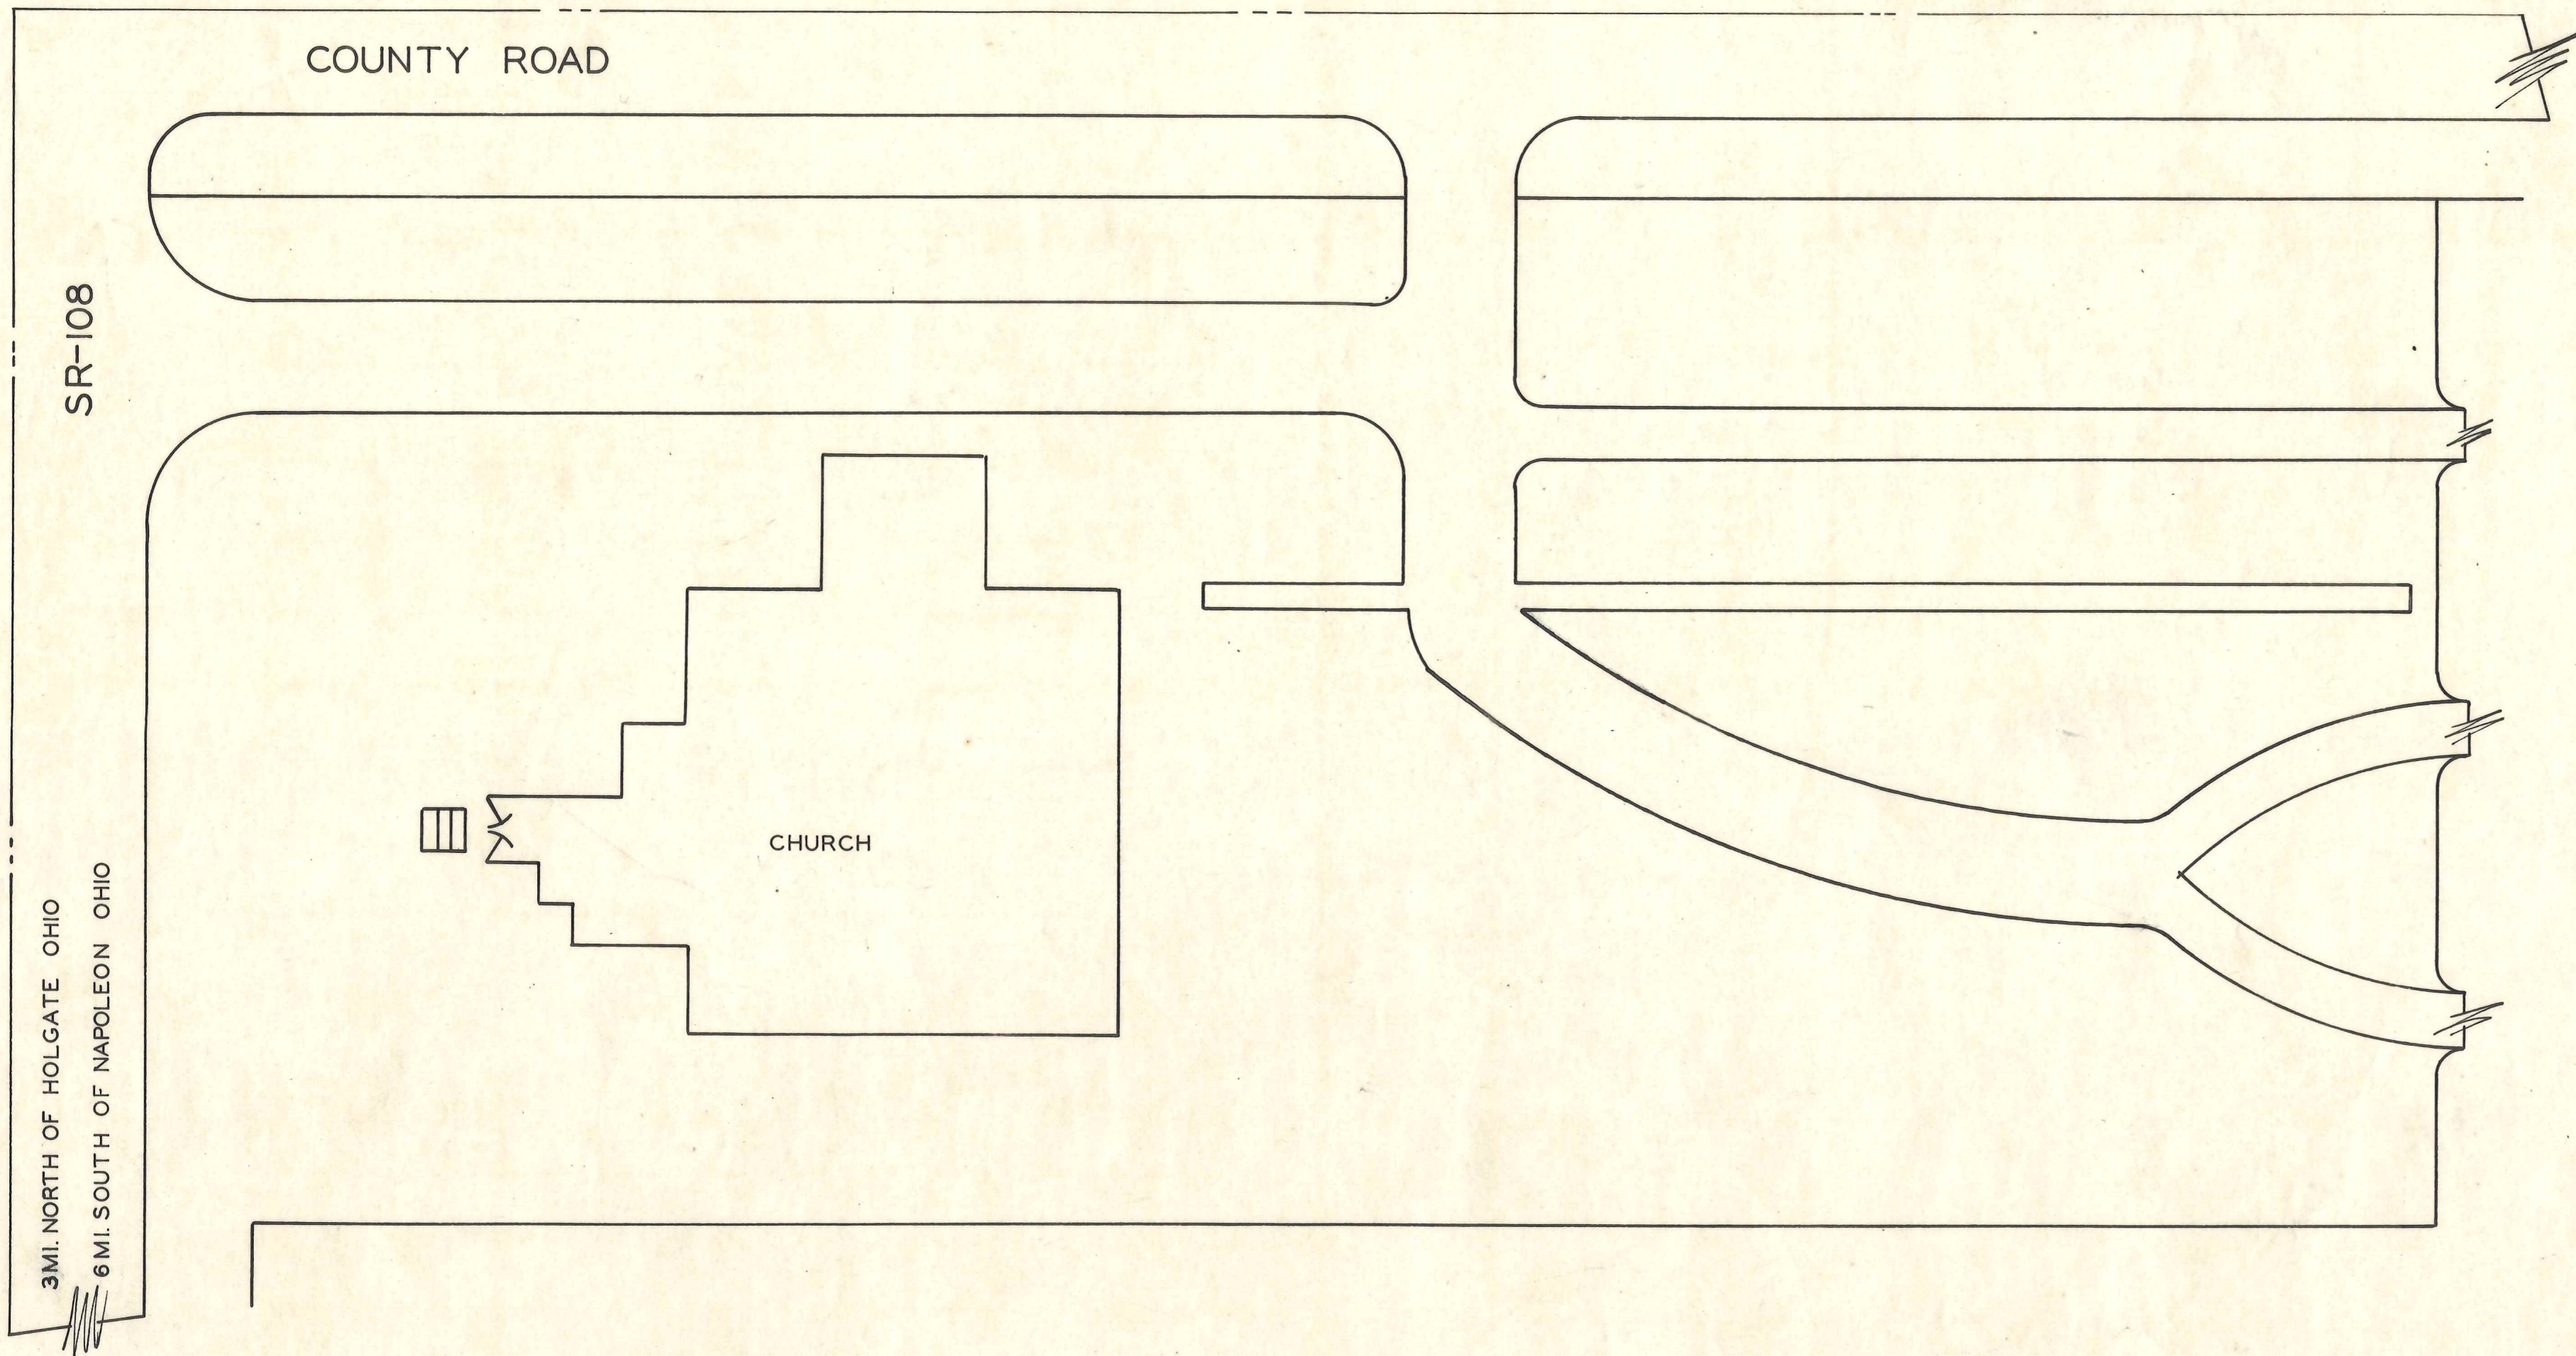 COUNTY ROAD
SR-108
CHURCH
3MI. NORTH OF HOLGATE OHIO
6MI. SOUTH OF NAPOLEON OHIO